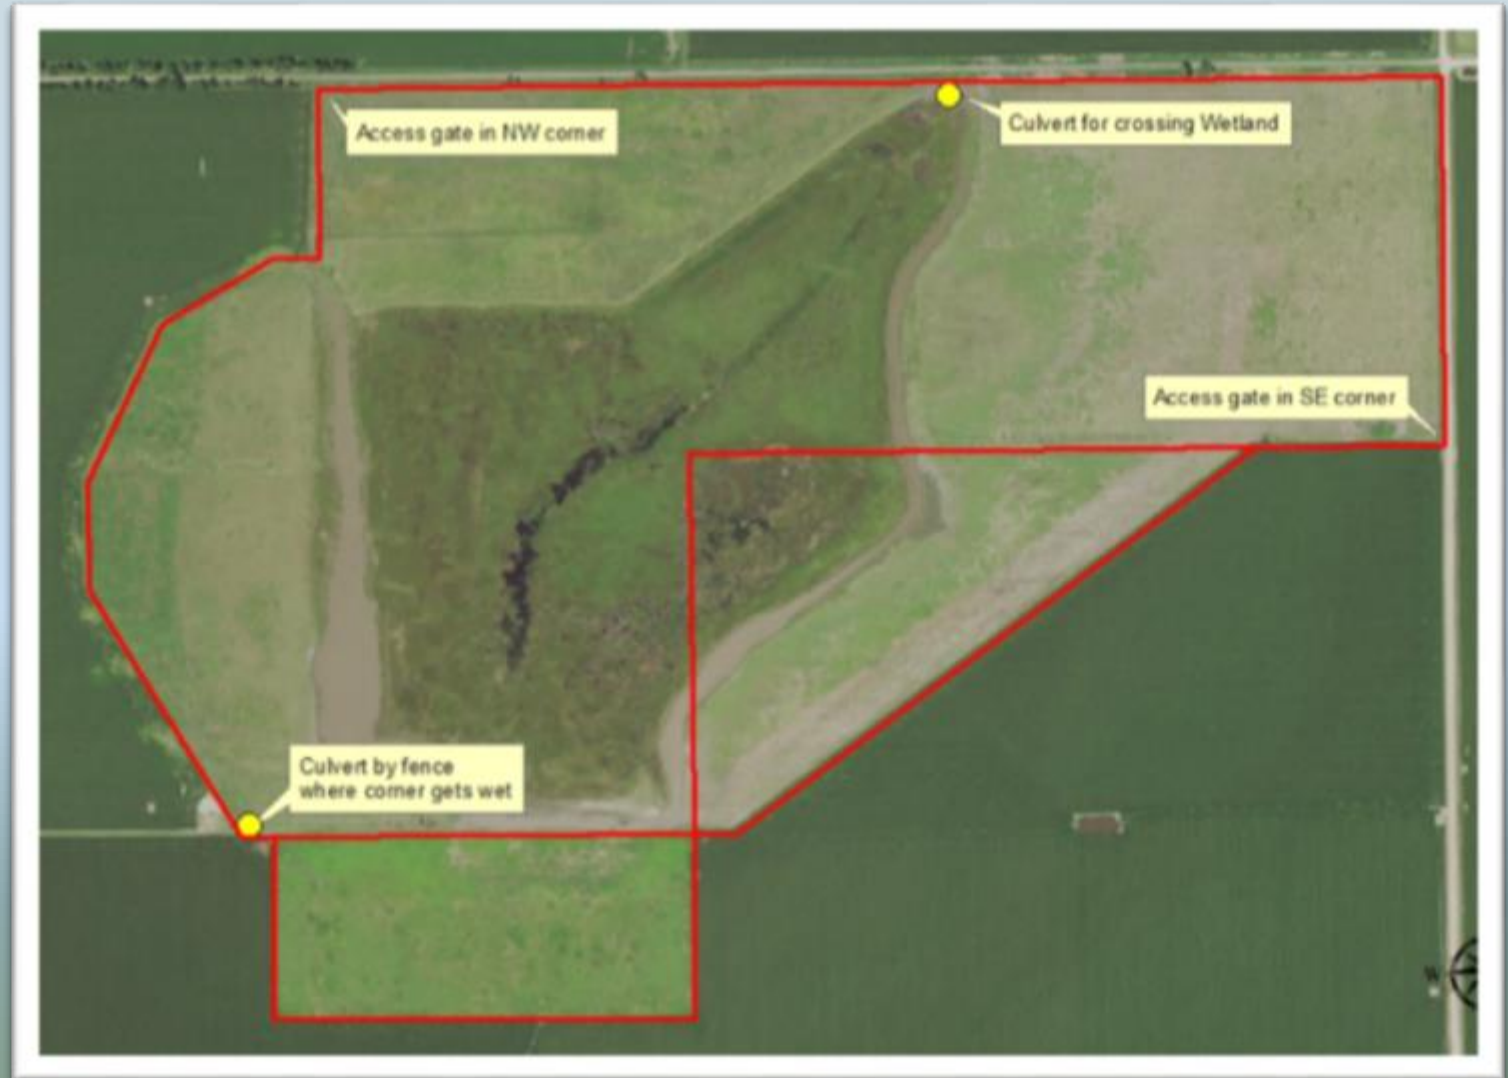 Access gate in NW corner
Culvert for crossing Wetland
Access gate in SE corner
Culvert by fence
where corner gets wet
W